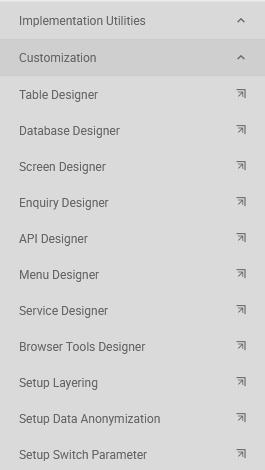 Implementation Utilities
Customization
Table Designer
Database Designer
Screen Designer
Enquiry Designer
API Designer
Menu Designer
Service Designer
Browser Tools Designer
Setup Layering
Setup Data Anonymization
Setup Switch Parameter